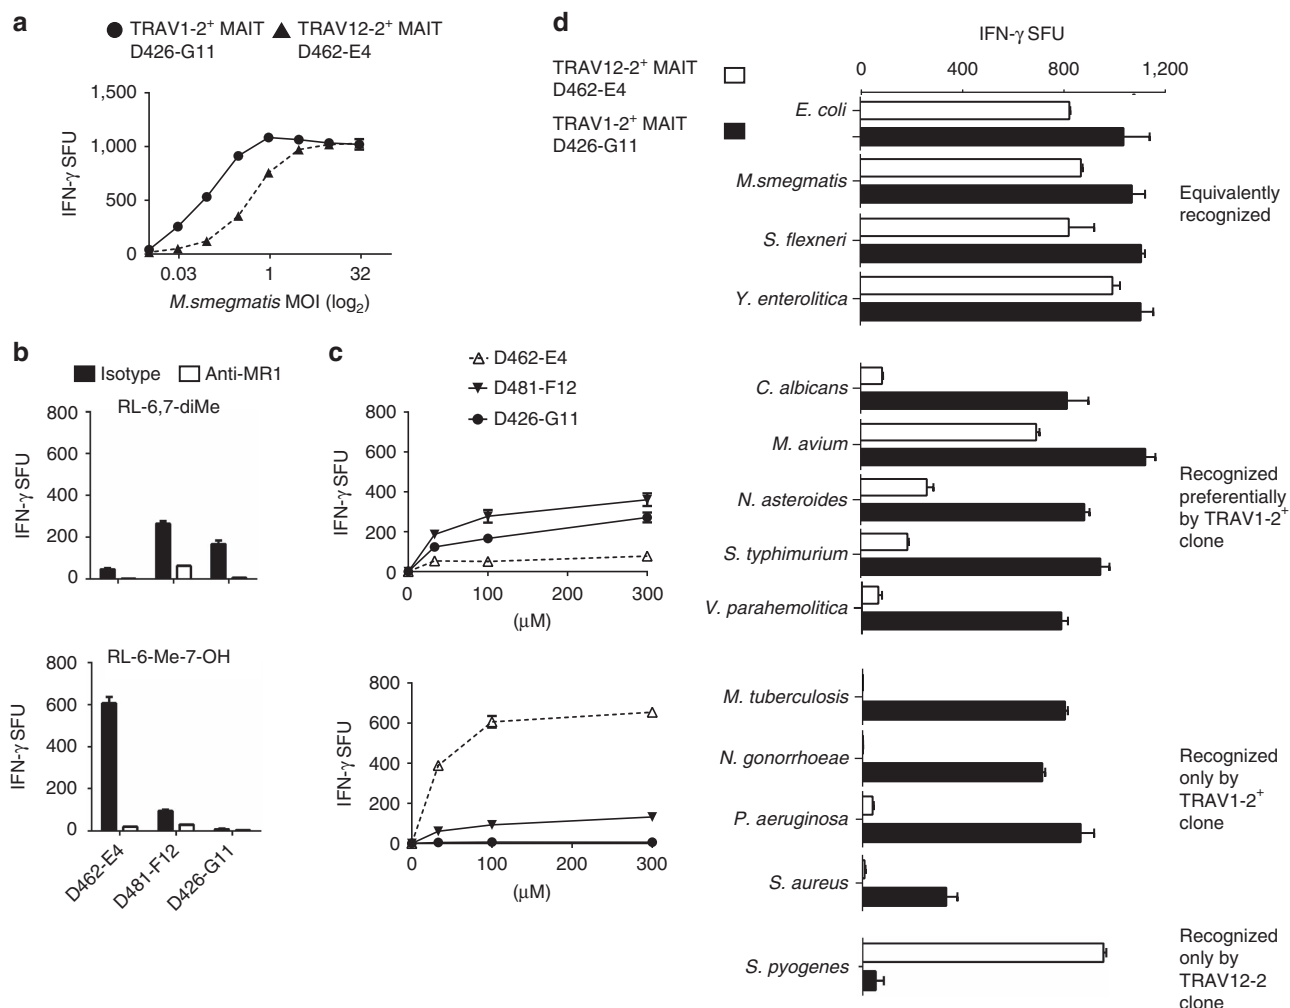 a
TRAV1-2+ MAIT
D426-G11
TRAV12-2+ MAIT
D462-E4
IFN-γ SFU
1,500
1,000
500
0
0.03
1
32
M.smegmatis MOI (log2)
b
Isotype
Anti-MR1
RL-6,7-diMe
IFN-γ SFU
800
600
400
200
0
RL-6-Me-7-OH
IFN-γ SFU
800
600
400
200
0
D462-E4
D481-F12
D426-G11
c
D462-E4
D481-F12
D426-G11
IFN-γ SFU
800
600
400
200
0
0
100
200
300
(μM)
IFN-γ SFU
800
600
400
200
0
0
100
200
300
(μM)
d
TRAV12-2+ MAIT
D462-E4
TRAV1-2+ MAIT
D426-G11
IFN-γ SFU
0
400
800
1,200
E. coli
M.smegmatis
S. flexneri
Y. enterolitica
Equivalently
recognized
C. albicans
M. avium
N. asteroides
S. typhimurium
V. parahemolitica
Recognized
preferentially
by TRAV1-2+
clone
M. tuberculosis
N. gonorrhoeae
P. aeruginosa
S. aureus
Recognized
only by
TRAV1-2+
clone
S. pyogenes
Recognized
only by
TRAV12-2
clone